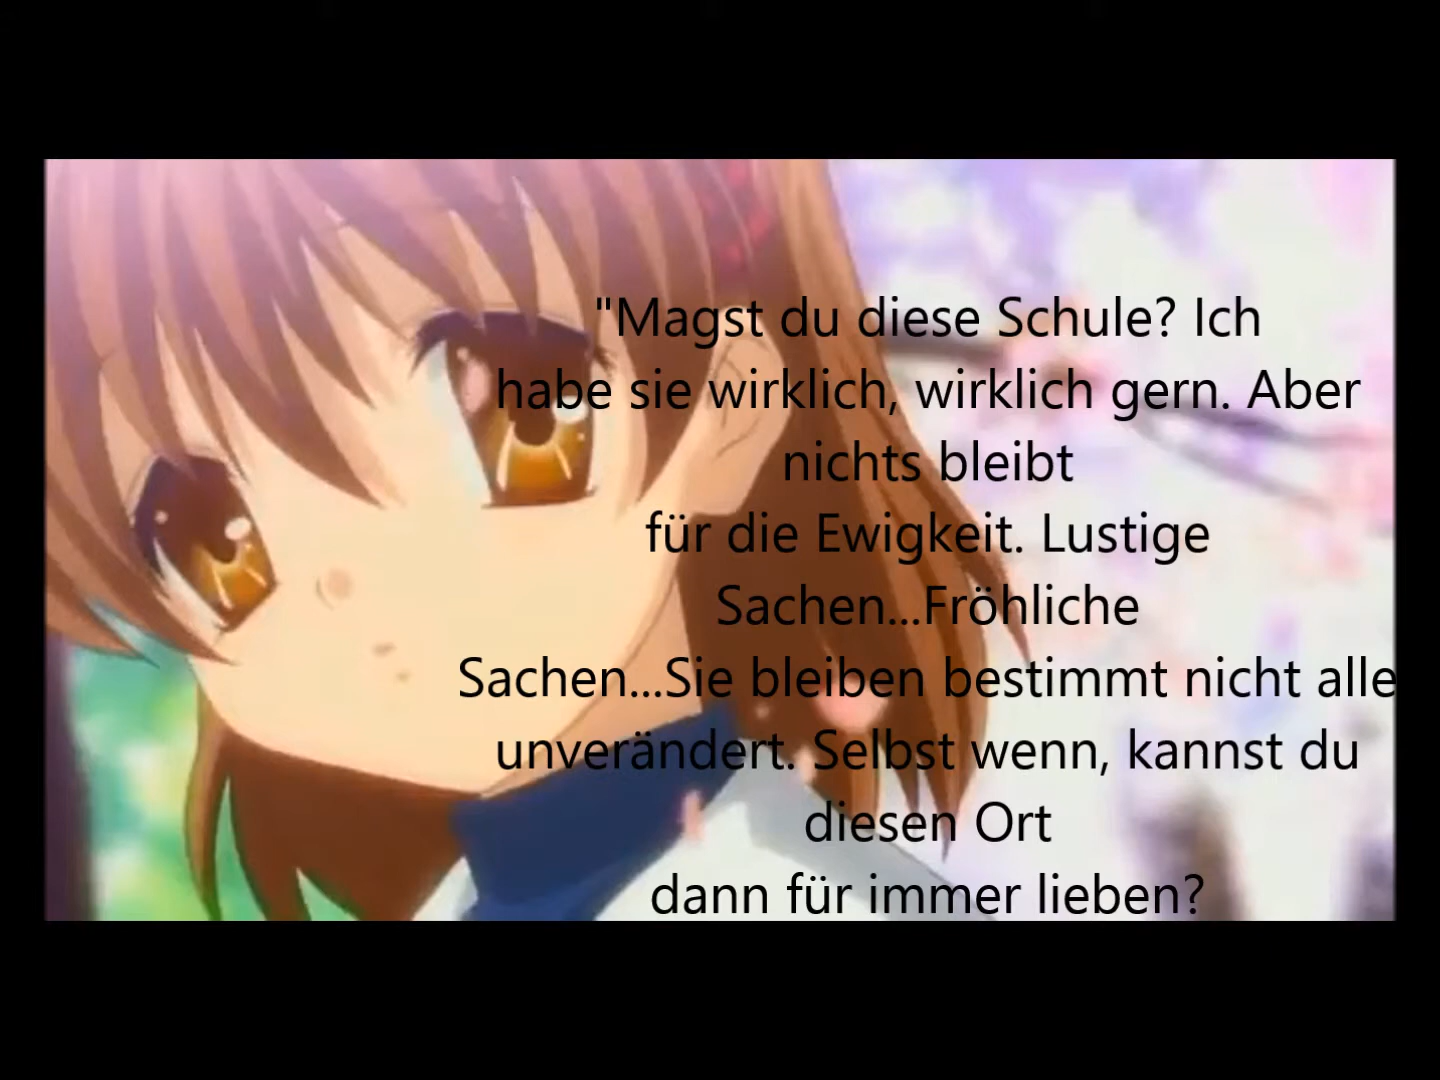 "Magst du diese Schule? Ich
habe sie wirklich, wirklich gern. Aber
nichts bleibt
für die Ewigkeit. Lustige
Sachen...Fröhliche
Sachen...Sie bleiben bestimmt nicht alle
unverändert. Selbst wenn, kannst du
diesen Ort
dann für immer lieben?